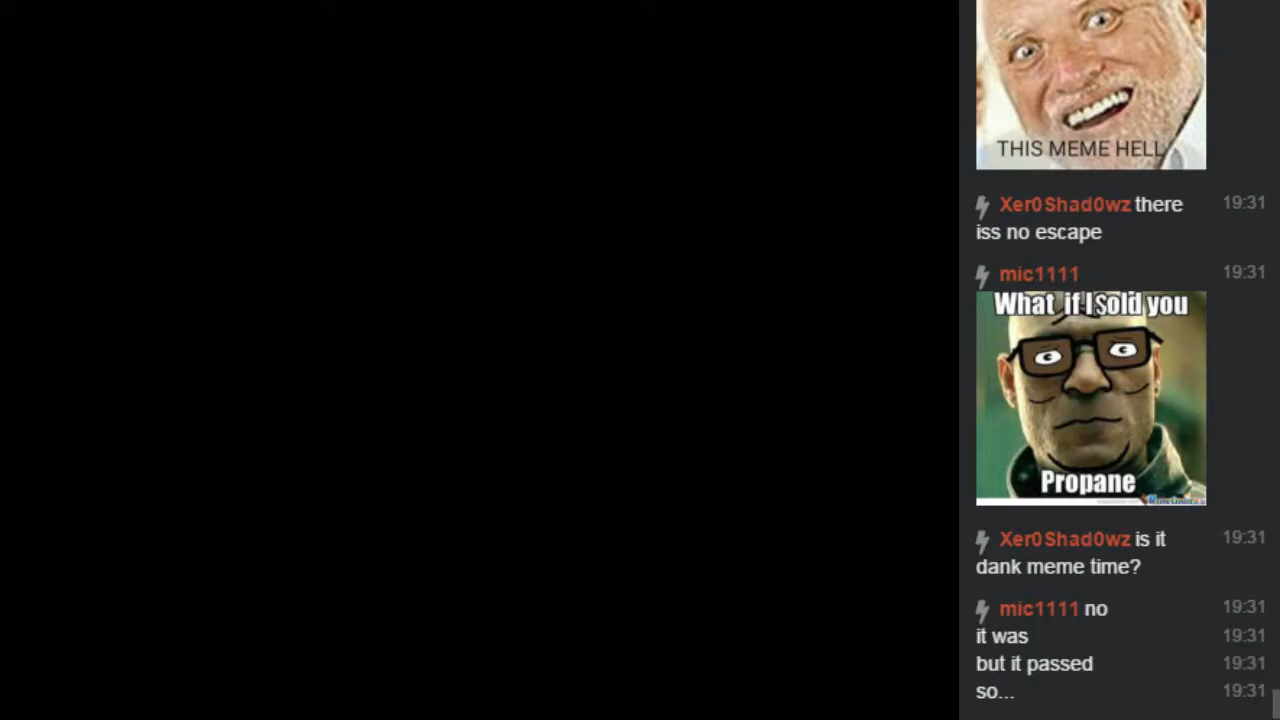 THIS MEME HELL
Xer0Shad0wz there 19:31
iss no escape
mic1111 19:31
What if I Sold you
Propane
Xer0Shad0wz is it 19:31
dank meme time?
mic1111 no 19:31
it was 19:31
but it passed 19:31
so... 19:31